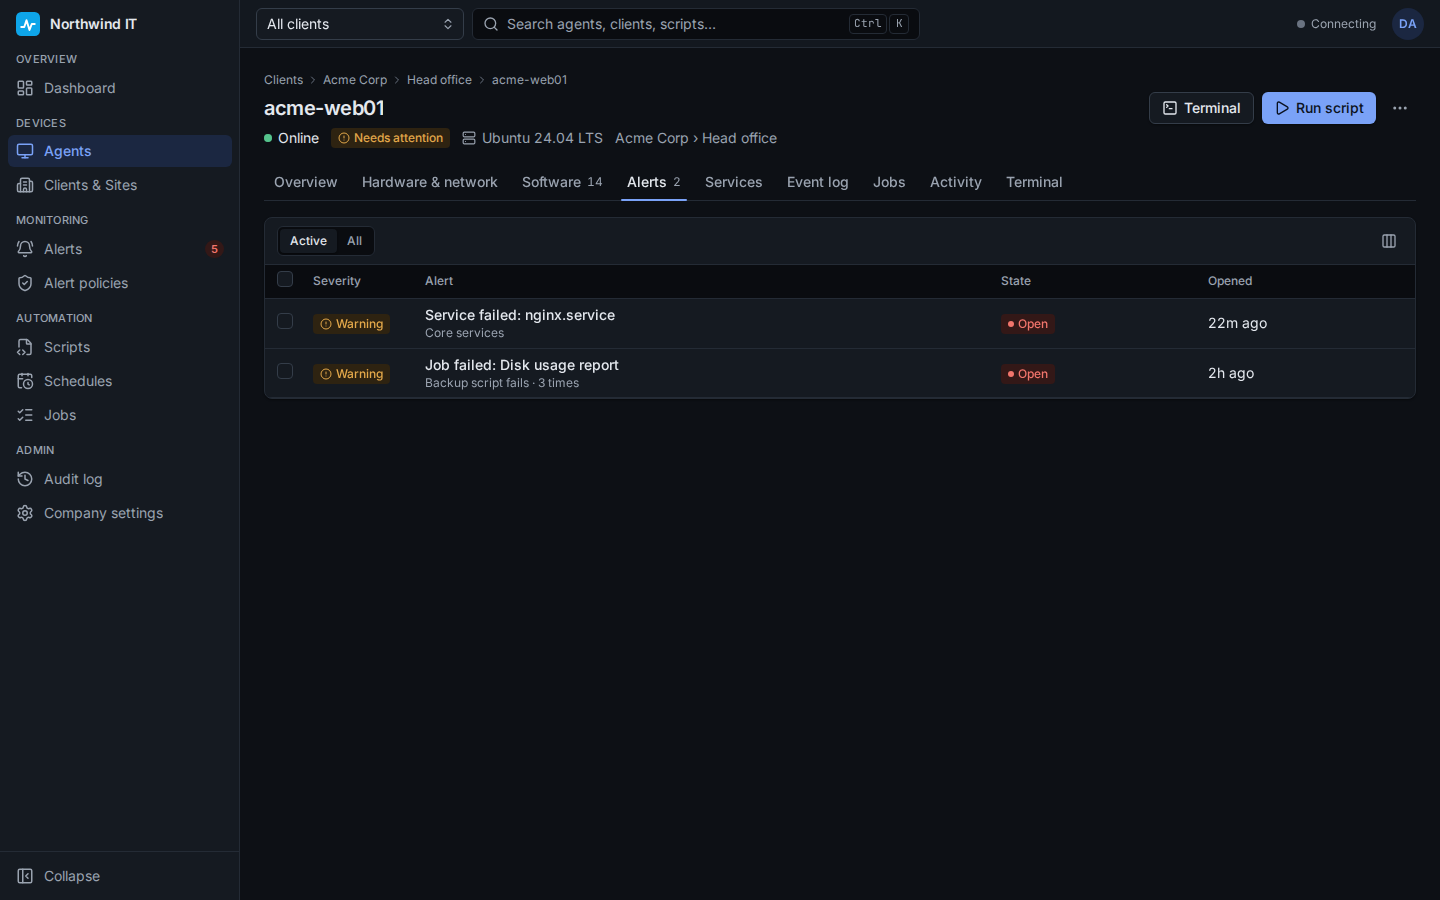 Northwind IT
All clients
Search agents, clients, scripts...
Ctrl K
Connecting
DA
OVERVIEW
Dashboard
DEVICES
Agents
Clients & Sites
MONITORING
Alerts 5
Alert policies
AUTOMATION
Scripts
Schedules
Jobs
ADMIN
Audit log
Company settings
Collapse
Clients › Acme Corp › Head office › acme-web01
acme-web01
Terminal
Run script
Online
Needs attention
Ubuntu 24.04 LTS
Acme Corp › Head office
Overview
Hardware & network
Software 14
Alerts 2
Services
Event log
Jobs
Activity
Terminal
Active
All
Severity Alert State Opened
Warning Service failed: nginx.service Open 22m ago
Core services
Warning Job failed: Disk usage report Open 2h ago
Backup script fails · 3 times